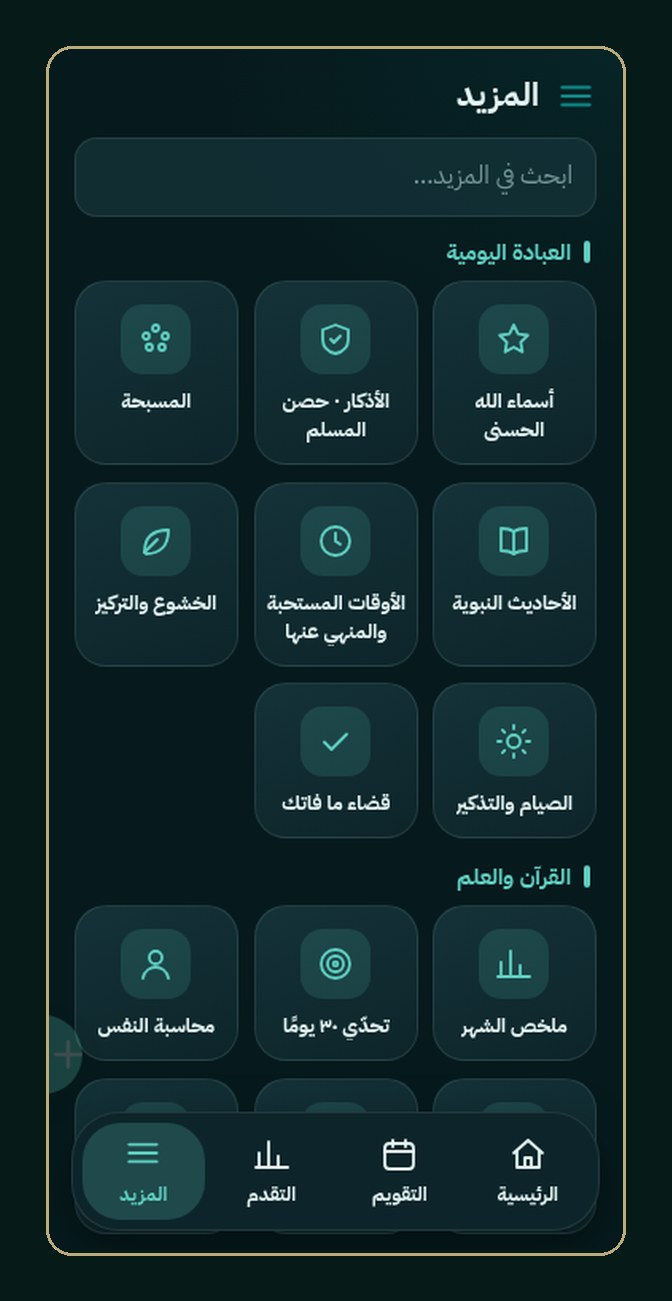 المزيد
ابحث في المزيد...
العبادة اليومية
أسماء الله
الحسنى
الأذكار · حصن
المسلم
المسبحة
الأحاديث النبوية
الأوقات المستحبة
والمنهي عنها
الخشوع والتركيز
الصيام والتذكير
قضاء ما فاتك
القرآن والعلم
ملخص الشهر
تحدّي ٣٠ يومًا
محاسبة النفس
الرئيسية
التقويم
التقدم
المزيد